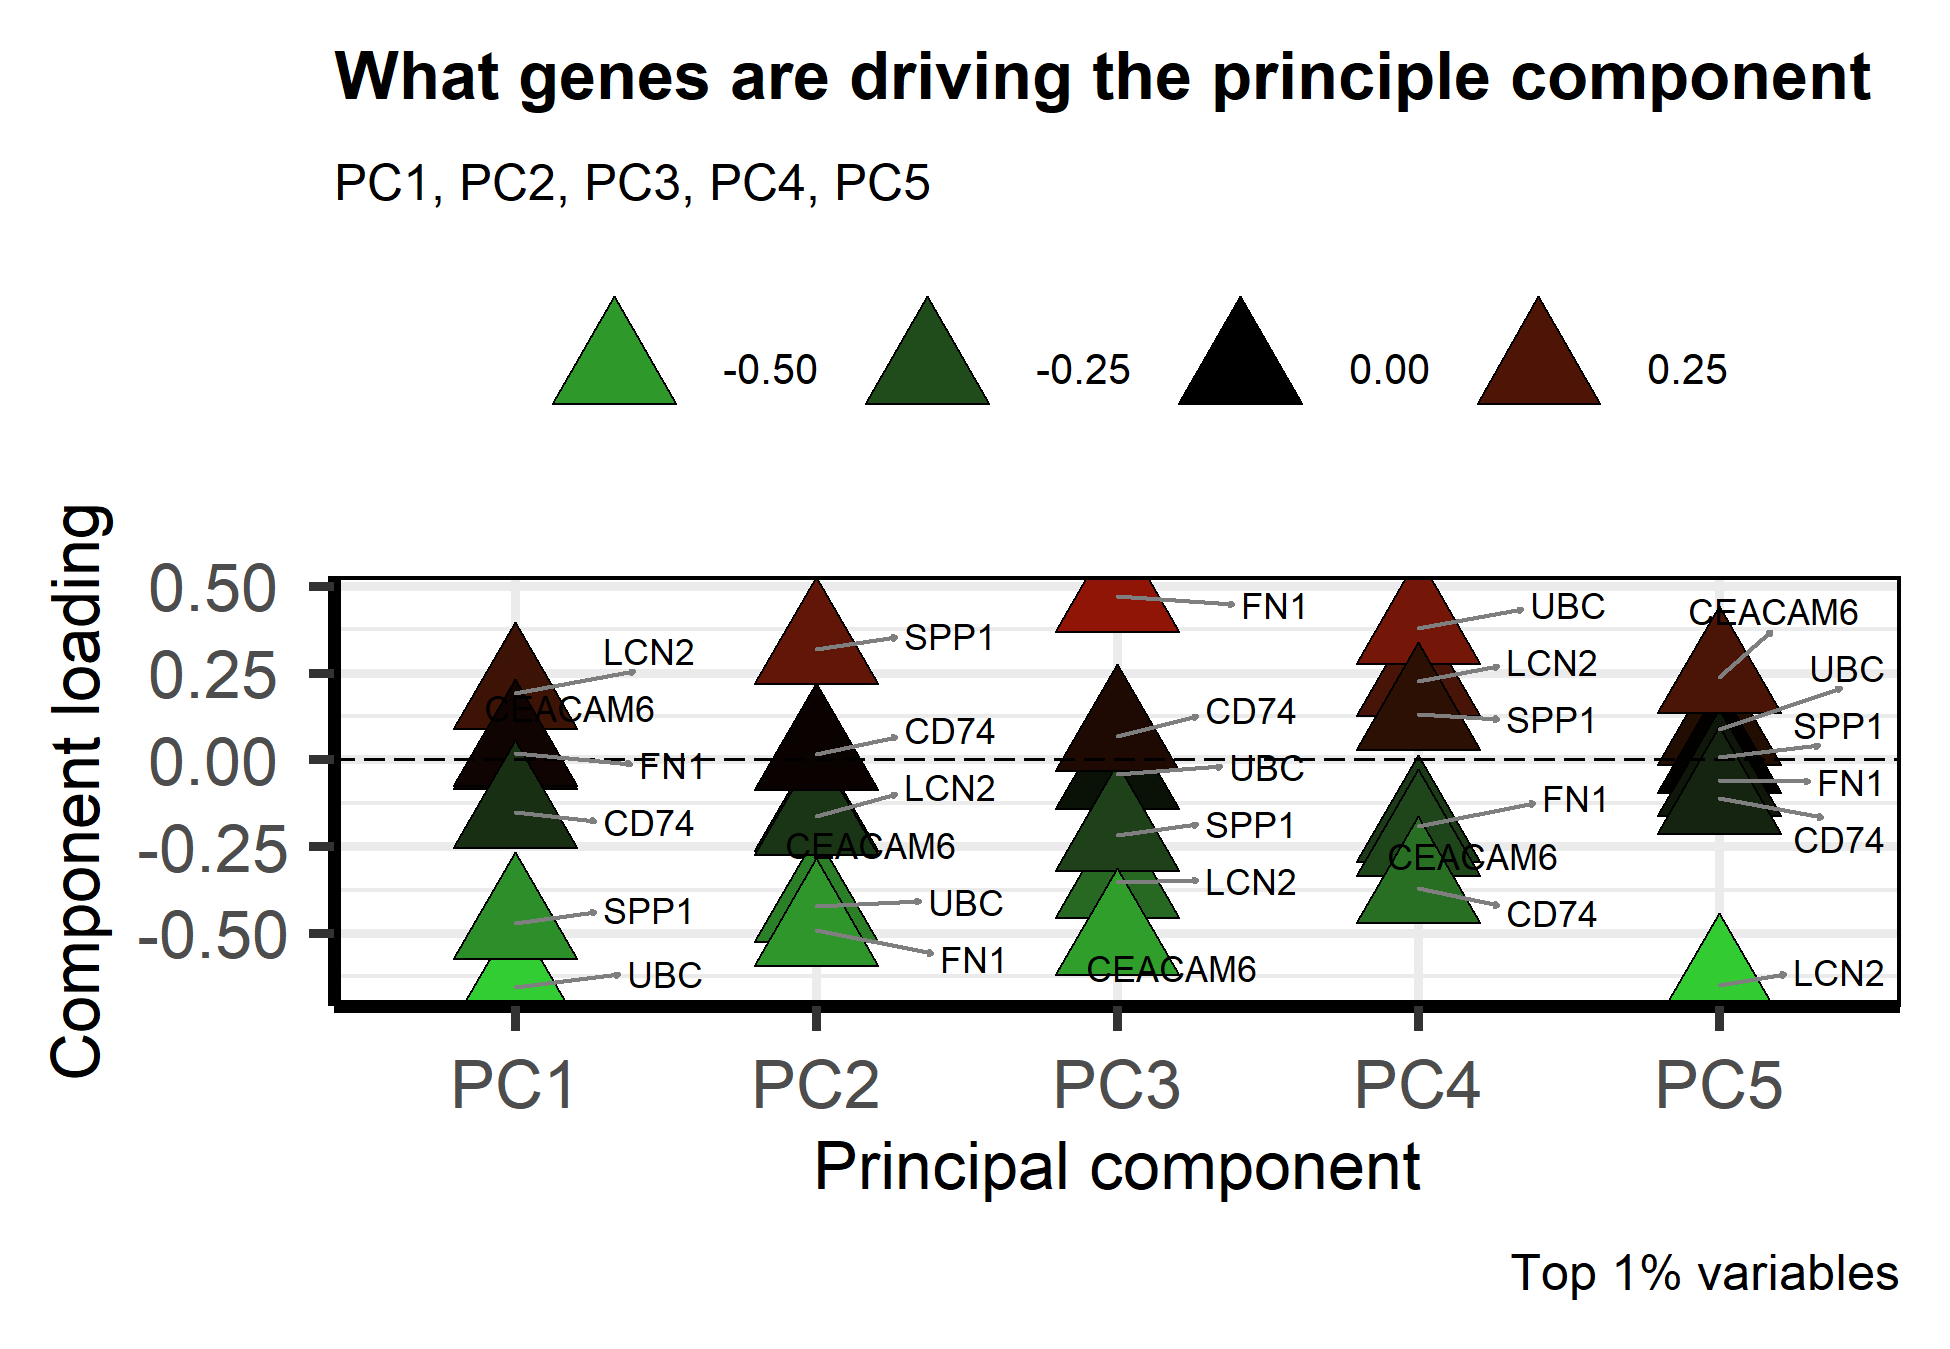 What genes are driving the principle component
PC1, PC2, PC3, PC4, PC5
-0.50 -0.25 0.00 0.25
Component loading
0.50
0.25
0.00
-0.25
-0.50
LCN2
CEACAM6
FN1
CD74
SPP1
UBC
SPP1
CD74
LCN2
CEACAM6
UBC
FN1
FN1
CD74
UBC
SPP1
LCN2
CEACAM6
UBC
LCN2
SPP1
FN1
CEACAM6
CD74
CEACAM6
UBC
SPP1
FN1
CD74
LCN2
PC1 PC2 PC3 PC4 PC5
Principal component
Top 1% variables